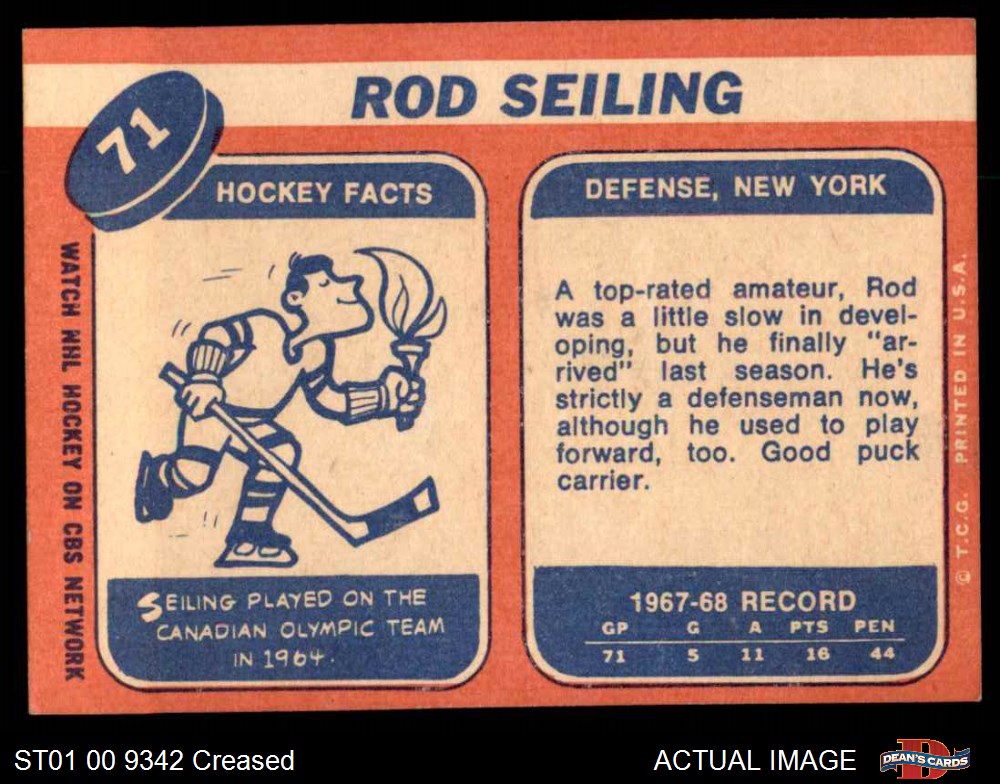 ROD SEILING
71
HOCKEY FACTS
SEILING PLAYED ON THE
CANADIAN OLYMPIC TEAM
IN 1964.
DEFENSE, NEW YORK
A top-rated amateur, Rod
was a little slow in devel-
oping, but he finally "ar-
rived" last season. He's
strictly a defenseman now,
although he used to play
forward, too. Good puck
carrier.
1967-68 RECORD
GP G A PTS PEN
71 5 11 16 44
WATCH NHL HOCKEY ON CBS NETWORK
© T.C.G. PRINTED IN U.S.A.
ST01 00 9342 Creased
ACTUAL IMAGE
D
DEAN'S CARDS